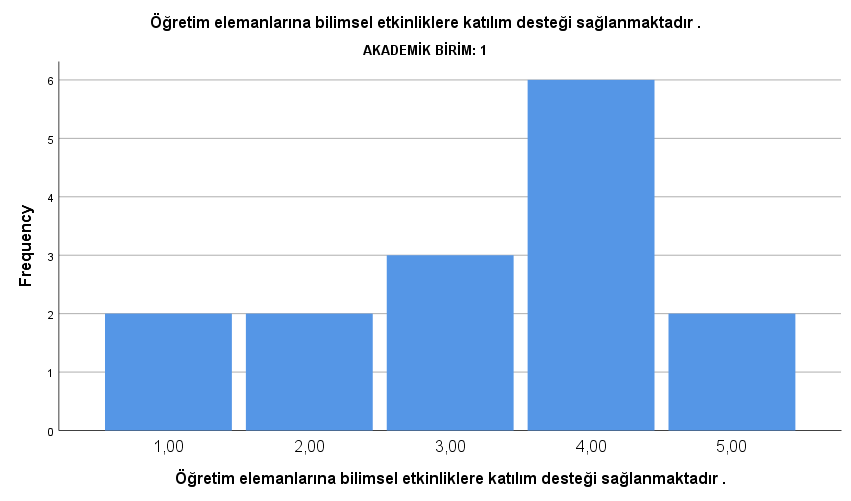 Öğretim elemanlarına bilimsel etkinliklere katılım desteği sağlanmaktadır .
AKADEMİK BİRİM: 1
Frequency
6
5
4
3
2
1
0
1,00 2,00 3,00 4,00 5,00
Öğretim elemanlarına bilimsel etkinliklere katılım desteği sağlanmaktadır .